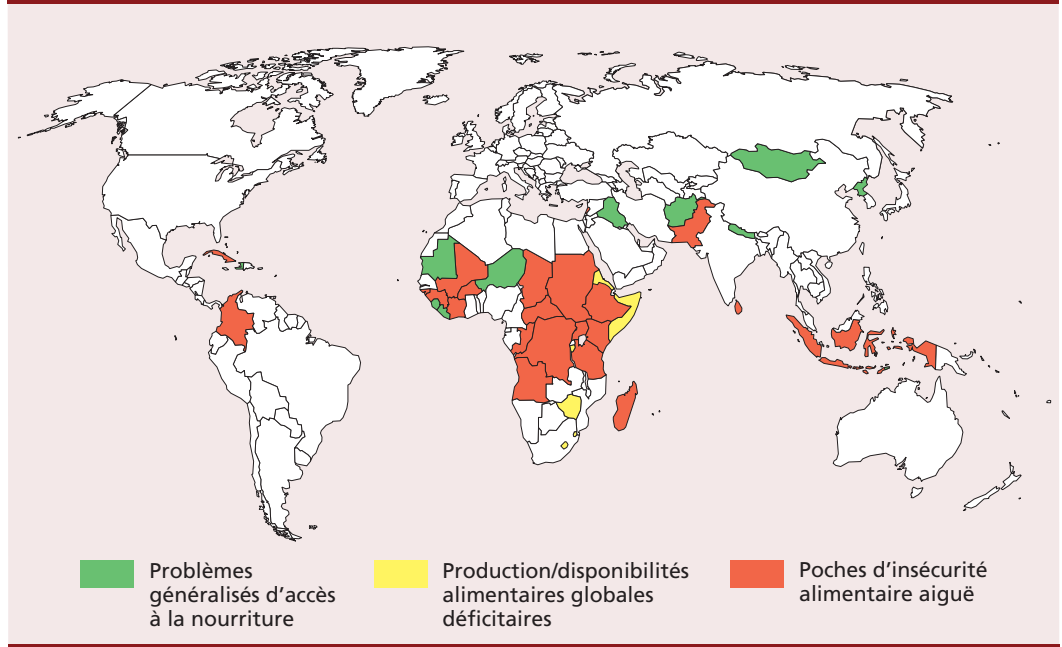 Problèmes
généralisés d’accès
à la nourriture
Production/disponibilités
alimentaires globales
déficitaires
Poches d’insécurité
alimentaire aiguë